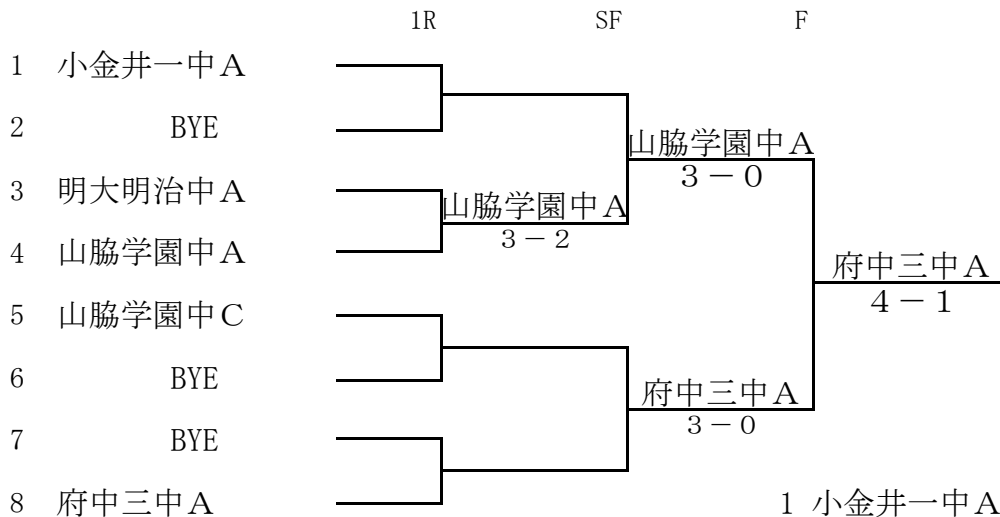 1R SF F
1 小金井一中Ａ
2 BYE
山脇学園中Ａ
３－０
3 明大明治中Ａ
山脇学園中Ａ
３－２
4 山脇学園中Ａ
府中三中Ａ
４－１
5 山脇学園中Ｃ
6 BYE
府中三中Ａ
３－０
7 BYE
8 府中三中Ａ
1 小金井一中Ａ